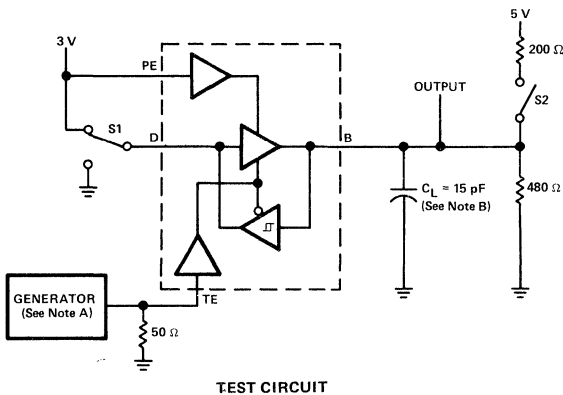 5 V
3 V
200 Ω
PE
OUTPUT
S2
S1
D
B
CL = 15 pF
(See Note B)
480 Ω
GENERATOR
(See Note A)
TE
50 Ω
TEST CIRCUIT